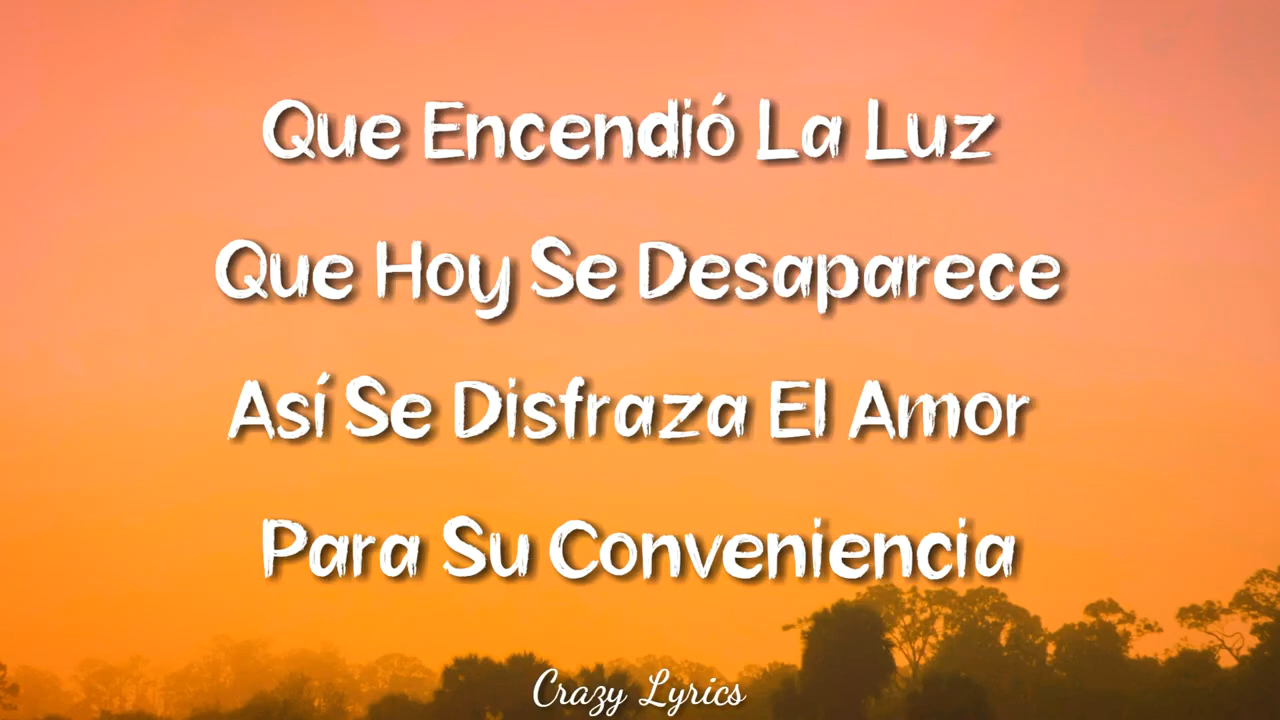 Que Encendió La Luz
Que Hoy Se Desaparece
Así Se Disfraza El Amor
Para Su Conveniencia
Crazy Lyrics